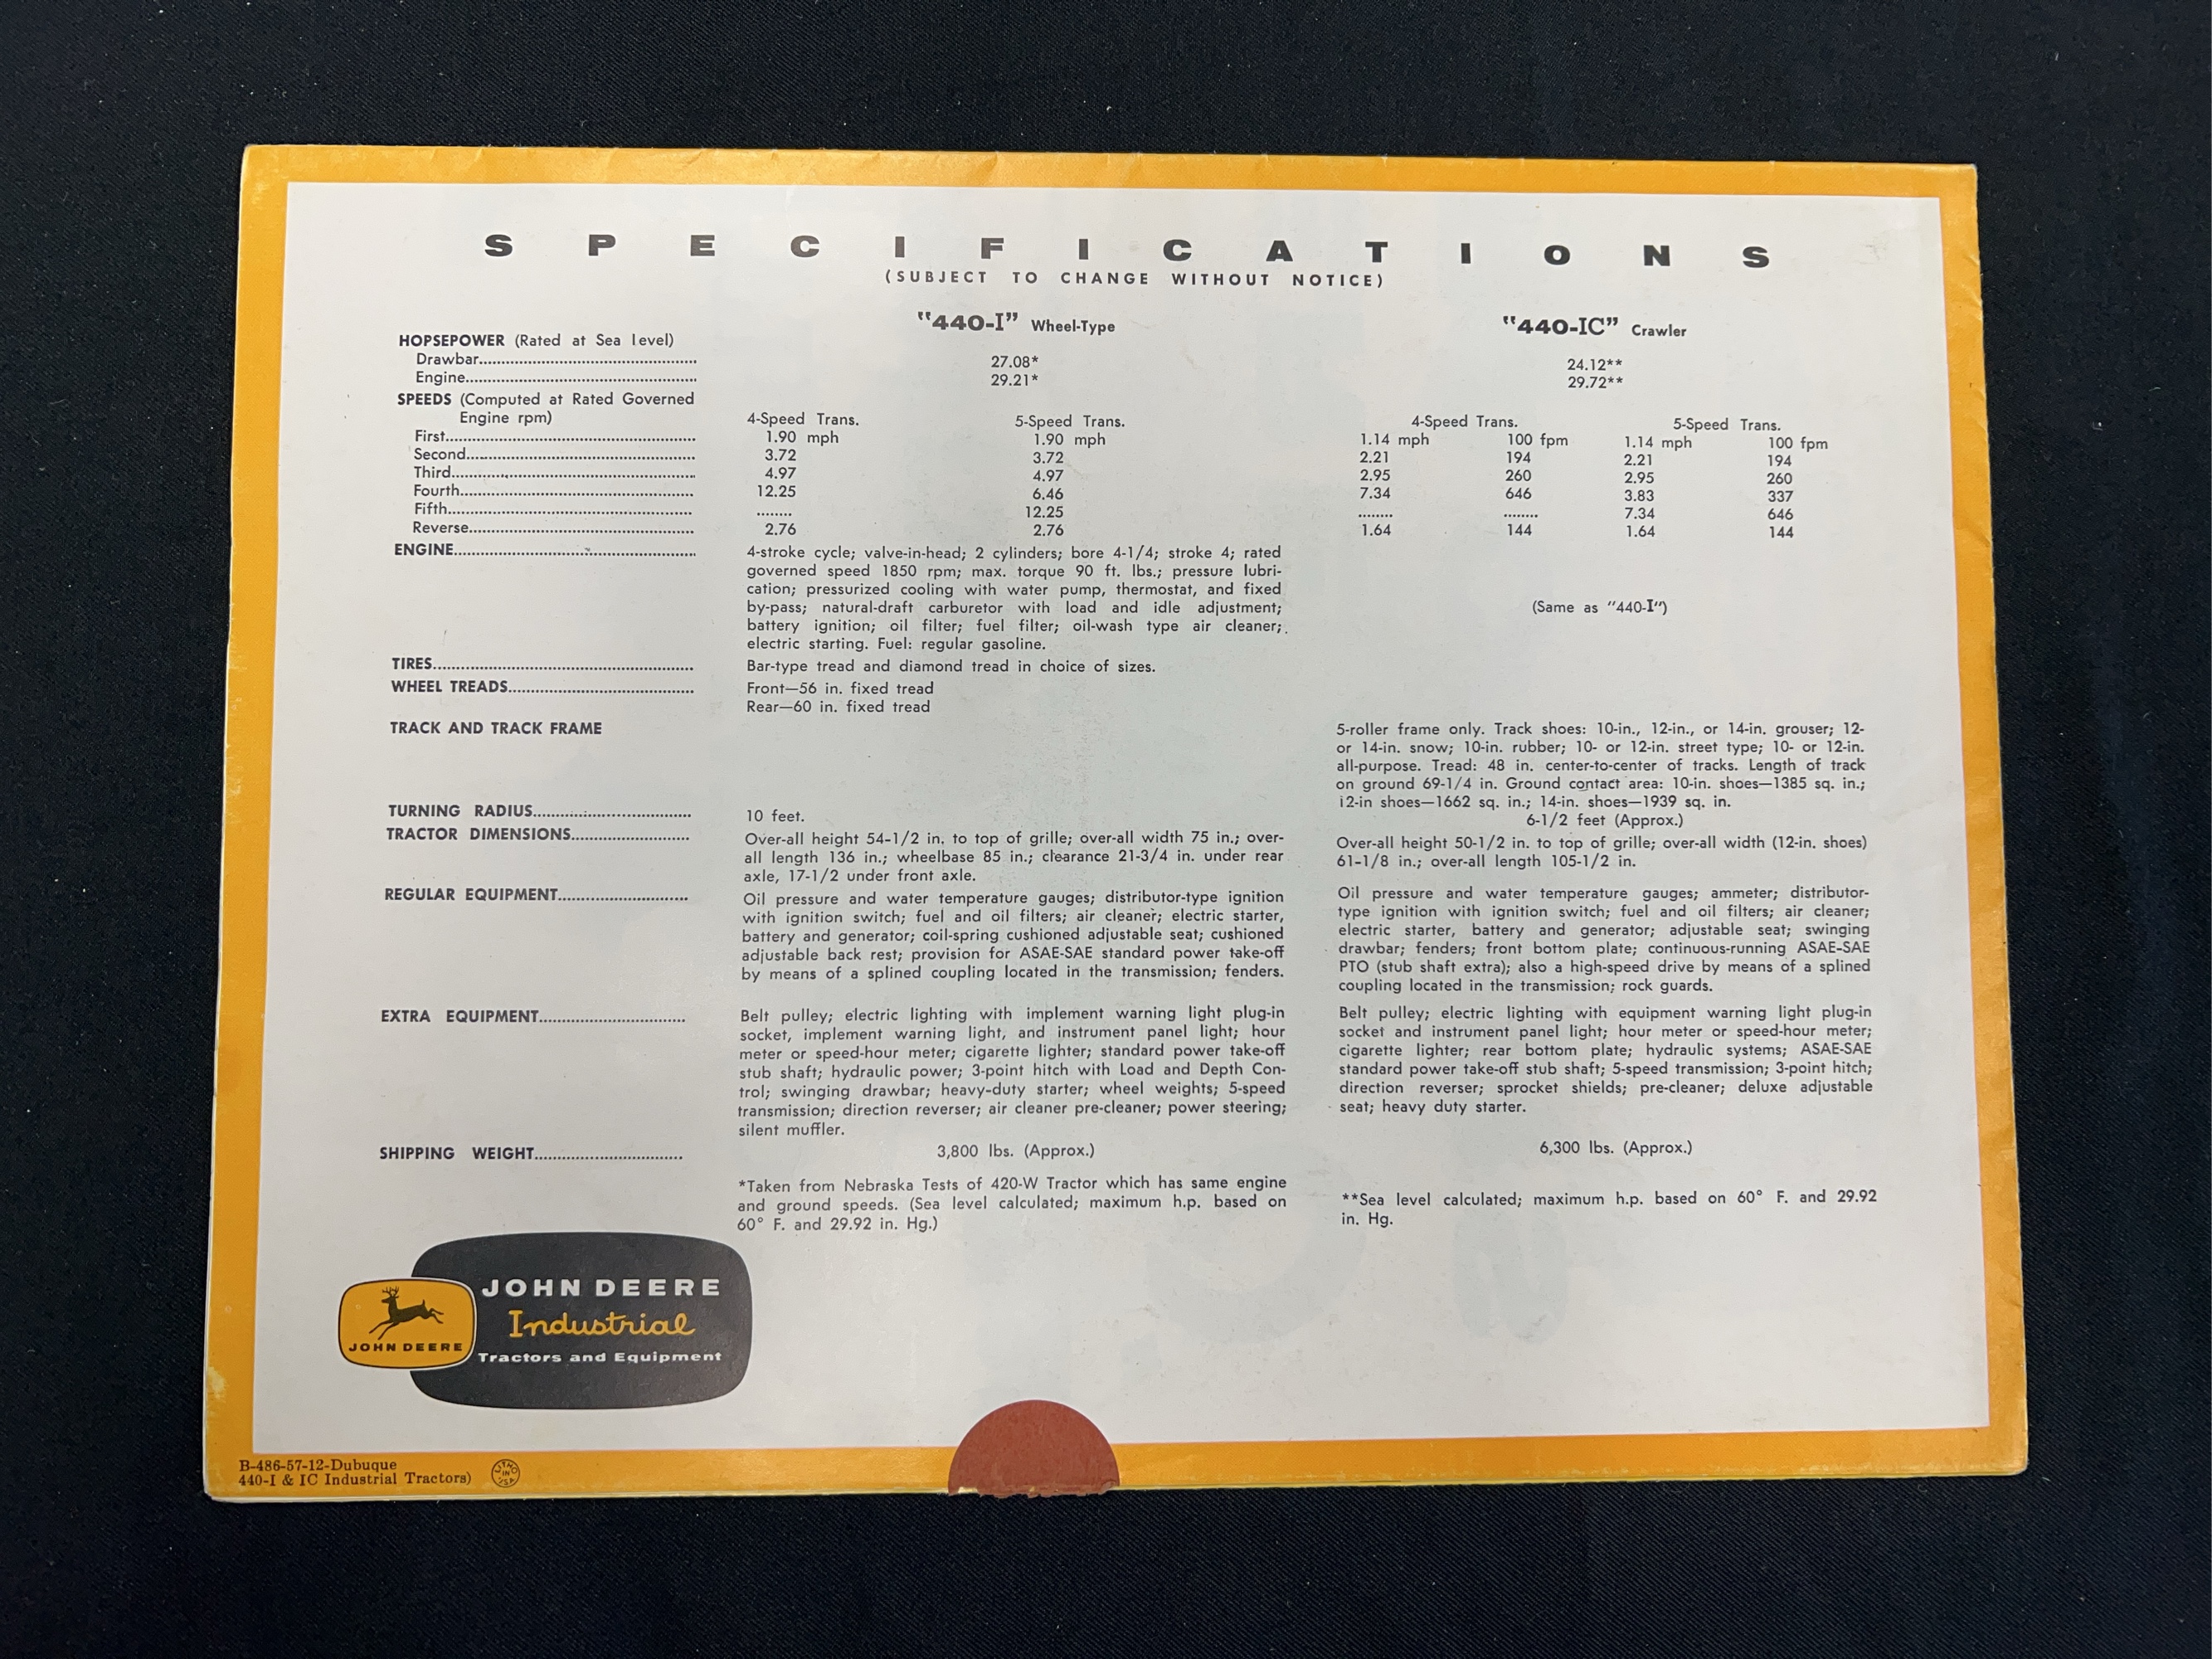 SPECIFICATIONS
(SUBJECT TO CHANGE WITHOUT NOTICE)
"440-I" Wheel-Type
"440-IC" Crawler
HOPSEPOWER (Rated at Sea level)
Drawbar 27.08* 24.12**
Engine 29.21* 29.72**
SPEEDS (Computed at Rated Governed
Engine rpm)
4-Speed Trans. 5-Speed Trans. 4-Speed Trans. 5-Speed Trans.
First 1.90 mph 1.90 mph 1.14 mph 100 fpm 1.14 mph 100 fpm
Second 3.72 3.72 2.21 194 2.21 194
Third 4.97 4.97 2.95 260 2.95 260
Fourth 12.25 6.46 7.34 646 3.83 337
Fifth ........ 12.25 ........ ........ 7.34 646
Reverse 2.76 2.76 1.64 144 1.64 144
ENGINE
4-stroke cycle; valve-in-head; 2 cylinders; bore 4-1/4; stroke 4; rated
governed speed 1850 rpm; max. torque 90 ft. lbs.; pressure lubri-
cation; pressurized cooling with water pump, thermostat, and fixed
by-pass; natural-draft carburetor with load and idle adjustment;
battery ignition; oil filter; fuel filter; oil-wash type air cleaner;
electric starting. Fuel: regular gasoline.
(Same as "440-I")
TIRES
Bar-type tread and diamond tread in choice of sizes.
WHEEL TREADS
Front—56 in. fixed tread
Rear—60 in. fixed tread
TRACK AND TRACK FRAME
5-roller frame only. Track shoes: 10-in., 12-in., or 14-in. grouser; 12-
or 14-in. snow; 10-in. rubber; 10- or 12-in. street type; 10- or 12-in.
all-purpose. Tread: 48 in. center-to-center of tracks. Length of track
on ground 69-1/4 in. Ground contact area: 10-in. shoes—1385 sq. in.;
12-in shoes—1662 sq. in.; 14-in. shoes—1939 sq. in.
TURNING RADIUS
10 feet.
6-1/2 feet (Approx.)
TRACTOR DIMENSIONS
Over-all height 54-1/2 in. to top of grille; over-all width 75 in.; over-
all length 136 in.; wheelbase 85 in.; clearance 21-3/4 in. under rear
axle, 17-1/2 under front axle.
Over-all height 50-1/2 in. to top of grille; over-all width (12-in. shoes)
61-1/8 in.; over-all length 105-1/2 in.
REGULAR EQUIPMENT
Oil pressure and water temperature gauges; distributor-type ignition
with ignition switch; fuel and oil filters; air cleaner; electric starter,
battery and generator; coil-spring cushioned adjustable seat; cushioned
adjustable back rest; provision for ASAE-SAE standard power take-off
by means of a splined coupling located in the transmission; fenders.
Oil pressure and water temperature gauges; ammeter; distributor-
type ignition with ignition switch; fuel and oil filters; air cleaner;
electric starter, battery and generator; adjustable seat; swinging
drawbar; fenders; front bottom plate; continuous-running ASAE-SAE
PTO (stub shaft extra); also a high-speed drive by means of a splined
coupling located in the transmission; rock guards.
EXTRA EQUIPMENT
Belt pulley; electric lighting with implement warning light plug-in
socket, implement warning light, and instrument panel light; hour
meter or speed-hour meter; cigarette lighter; standard power take-off
stub shaft; hydraulic power; 3-point hitch with Load and Depth Con-
trol; swinging drawbar; heavy-duty starter; wheel weights; 5-speed
transmission; direction reverser; air cleaner pre-cleaner; power steering;
silent muffler.
Belt pulley; electric lighting with equipment warning light plug-in
socket and instrument panel light; hour meter or speed-hour meter;
cigarette lighter; rear bottom plate; hydraulic systems; ASAE-SAE
standard power take-off stub shaft; 5-speed transmission; 3-point hitch;
direction reverser; sprocket shields; pre-cleaner; deluxe adjustable
seat; heavy duty starter.
SHIPPING WEIGHT
3,800 lbs. (Approx.)
6,300 lbs. (Approx.)
*Taken from Nebraska Tests of 420-W Tractor which has same engine
and ground speeds. (Sea level calculated; maximum h.p. based on
60° F. and 29.92 in. Hg.)
**Sea level calculated; maximum h.p. based on 60° F. and 29.92
in. Hg.
JOHN DEERE
Industrial
Tractors and Equipment
JOHN DEERE
B-486-57-12-Dubuque
440-I & IC Industrial Tractors)
LITHO
IN
USA